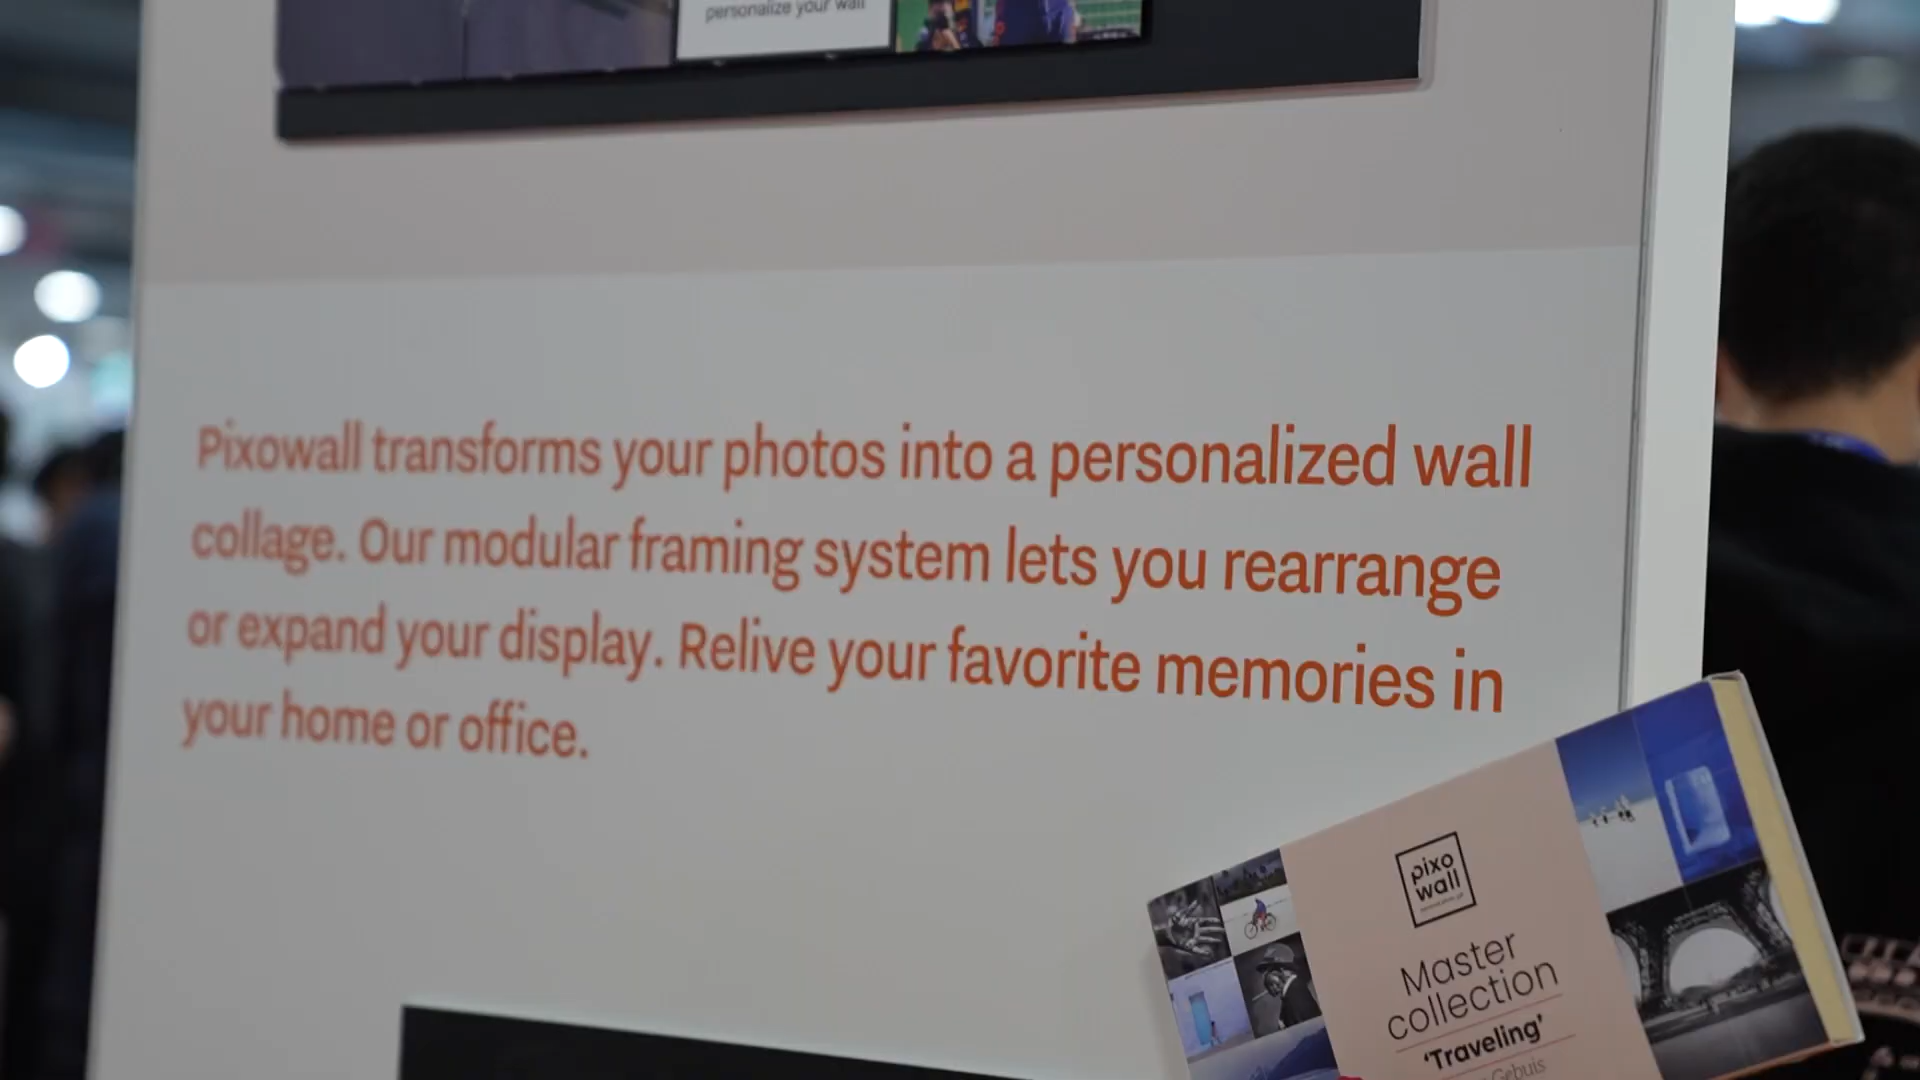 personalize your wall
Pixowall transforms your photos into a personalized wall
collage. Our modular framing system lets you rearrange
or expand your display. Relive your favorite memories in
your home or office.
pixo
wall
Master
collection
‘Traveling’
Gebuis